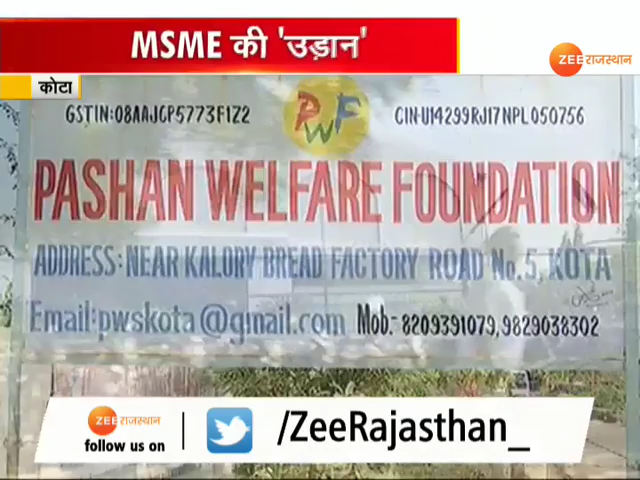 MSME की 'उड़ान'
ZEE राजस्थान
कोटा
GSTIN:08AAJCP5773F1Z2
PWF
CIN-U14299RJ17NPL050756
PASHAN WELFARE FOUNDATION
ADDRESS:NEAR KALORY BREAD FACTORY ROAD No.5, KOTA
Email:pwskota@gmail.com Mob.-8209391079,9829038302
ZEE राजस्थान
follow us on
/ZeeRajasthan_